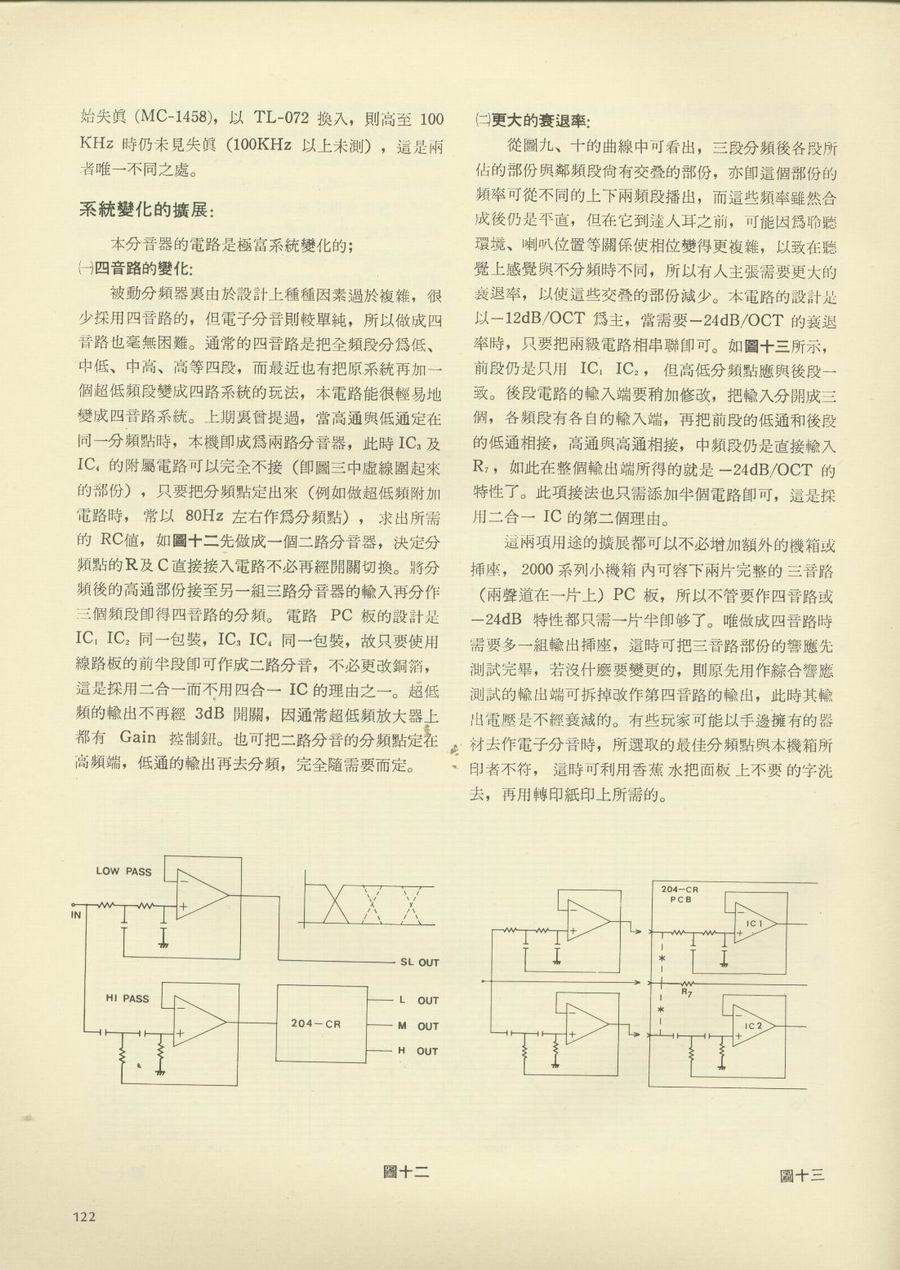 始失眞 (MC-1458)，以 TL-072 換入，則高至 100
KHz 時仍未見失眞（100KHz 以上未測），這是兩
者唯一不同之處。
系統變化的擴展：
本分音器的電路是極富系統變化的；
㈠四音路的變化：
被動分頻器裏由於設計上種種因素過於複雜，很
少採用四音路的，但電子分音則較單純，所以做成四
音路也毫無困難。通常的四音路是把全頻段分爲低、
中低、中高、高等四段，而最近也有把原系統再加一
個超低頻段變成四路系統的玩法，本電路能很輕易地
變成四音路系統。上期裏曾提過，當高通與低通定在
同一分頻點時，本機卽成爲兩路分音器，此時 IC₃ 及
IC₄ 的附屬電路可以完全不接（卽圖三中虛線圍起來
的部份），只要把分頻點定出來（例如做超低頻附加
電路時，常以 80Hz 左右作爲分頻點），求出所需
的 RC値，如圖十二先做成一個二路分音器，決定分
頻點的R及C直接接入電路不必再經開關切換。將分
頻後的高通部份接至另一組三路分音器的輸入再分作
三個頻段卽得四音路的分頻。電路 PC 板的設計是
IC₁ IC₂ 同一包裝，IC₃ IC₄ 同一包裝，故只要使用
線路板的前半段卽可作成二路分音，不必更改銅箔，
這是採用二合一而不用四合一 IC 的理由之一。超低
頻的輸出不再經 3dB 開關，因通常超低頻放大器上
都有 Gain 控制鈕。也可把二路分音的分頻點定在
高頻端，低通的輸出再去分頻，完全隨需要而定。
㈡更大的衰退率：
從圖九、十的曲線中可看出，三段分頻後各段所
佔的部份與鄰頻段尙有交叠的部份，亦卽這個部份的
頻率可從不同的上下兩頻段播出，而這些頻率雖然合
成後仍是平直，但在它到達人耳之前，可能因爲聆聽
環境、喇叭位置等關係使相位變得更複雜，以致在聽
覺上感覺與不分頻時不同，所以有人主張需要更大的
衰退率，以使這些交叠的部份減少。本電路的設計是
以－12dB/OCT 爲主，當需要－24dB/OCT 的衰退
率時，只要把兩級電路相串聯卽可。如圖十三所示，
前段仍是只用 IC₁ IC₂，但高低分頻點應與後段一
致。後段電路的輸入端要稍加修改，把輸入分開成三
個，各頻段有各自的輸入端，再把前段的低通和後段
的低通相接，高通與高通相接，中頻段仍是直接輸入
R₇，如此在整個輸出端所得的就是－24dB/OCT 的
特性了。此項接法也只需添加半個電路卽可，這是採
用二合一 IC 的第二個理由。
這兩項用途的擴展都可以不必增加額外的機箱或
挿座，2000 系列小機箱內可容下兩片完整的三音路
（兩聲道在一片上）PC 板，所以不管要作四音路或
－24dB 特性都只需一片半卽够了。唯做成四音路時
需要多一組輸出挿座，這時可把三音路部份的響應先
測試完畢，若沒什麼要變更的，則原先用作綜合響應
測試的輸出端可拆掉改作第四音路的輸出，此時其輸
出電壓是不經衰減的。有些玩家可能以手邊擁有的器
材去作電子分音時，所選取的最佳分頻點與本機箱所
印者不符，這時可利用香蕉水把面板上不要的字洗
去，再用轉印紙印上所需的。
LOW PASS
IN
SL OUT
HI PASS
204－CR
L OUT
M OUT
H OUT
圖十二
204－CR
PCB
IC1
R7
IC2
圖十三
122